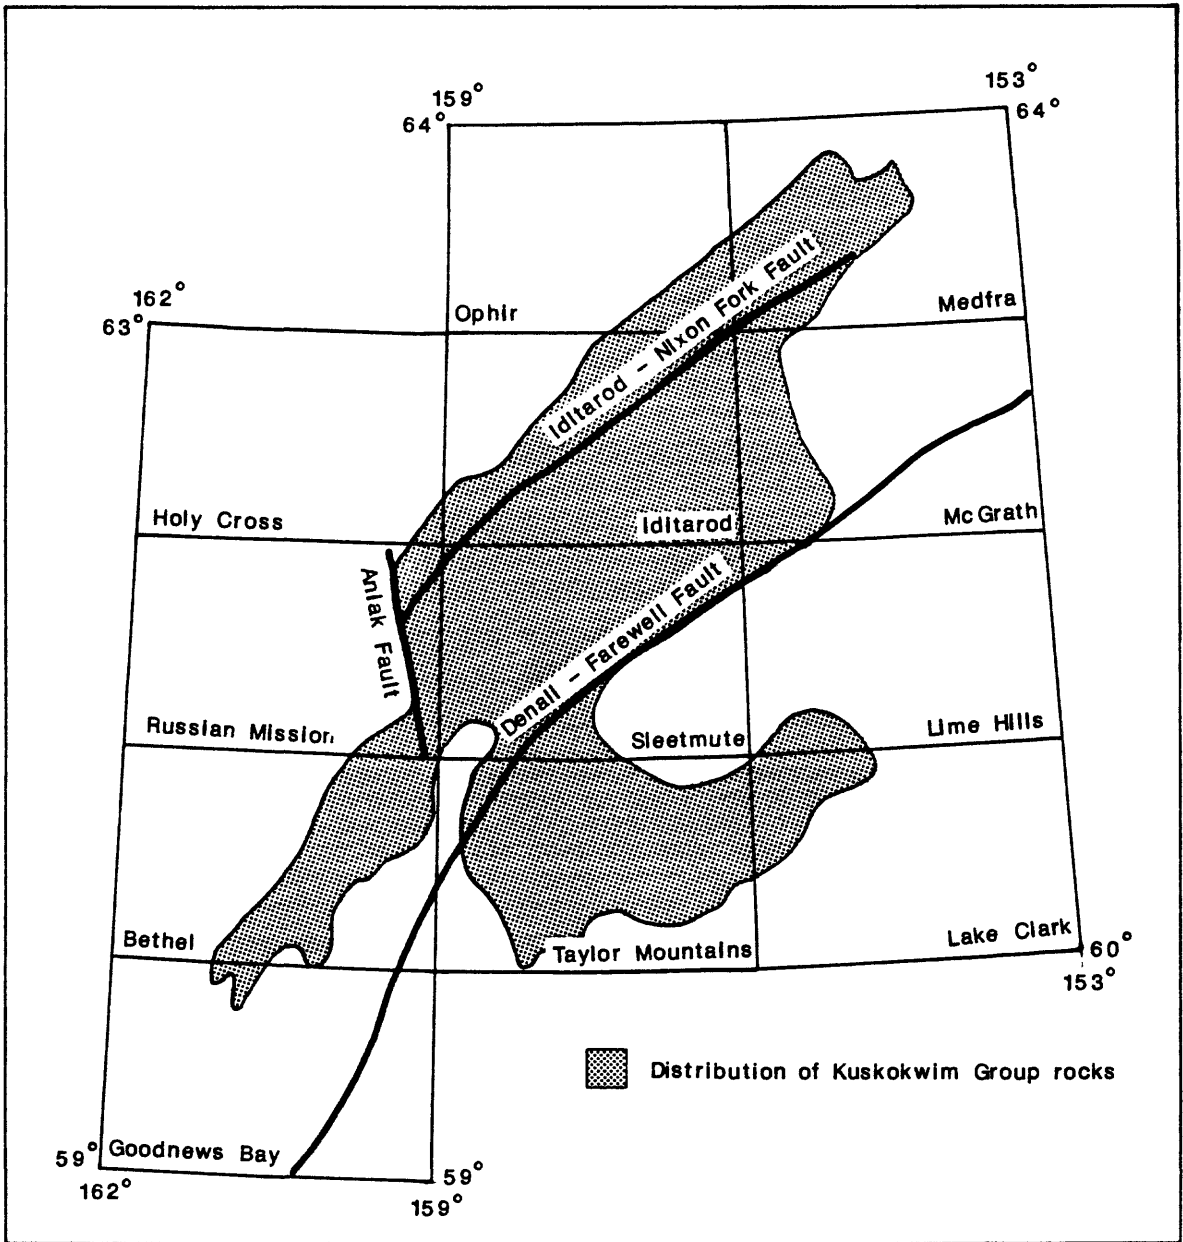 153°
159°
64°
64°
162°
63°
Ophir
Medfra
Iditarod - Nixon Fork Fault
Holy Cross
Iditarod
McGrath
Aniak Fault
Denali - Farewell Fault
Russian Mission
Sleetmute
Lime Hills
Bethel
Taylor Mountains
Lake Clark
60°
153°
Distribution of Kuskokwim Group rocks
59°
Goodnews Bay
162°
59°
159°